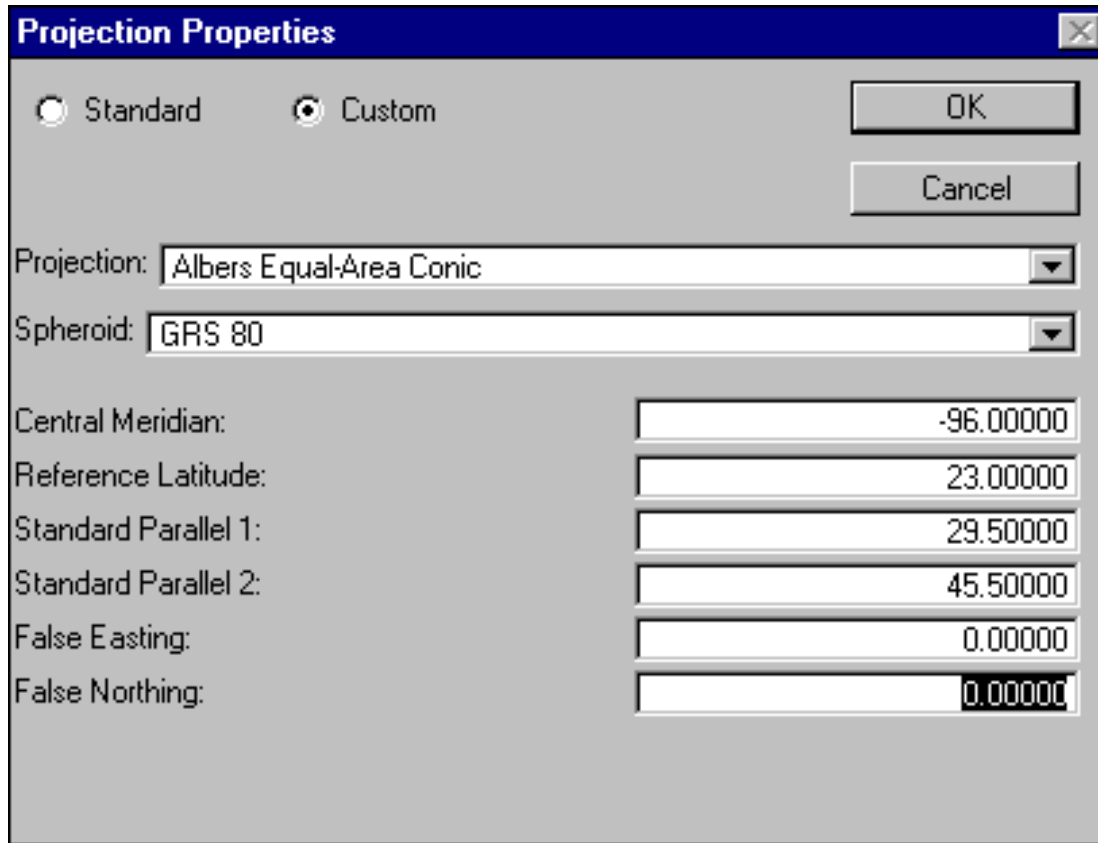 Projection Properties
Standard Custom OK
Cancel
Projection: Albers Equal-Area Conic
Spheroid: GRS 80
Central Meridian: -96.00000
Reference Latitude: 23.00000
Standard Parallel 1: 29.50000
Standard Parallel 2: 45.50000
False Easting: 0.00000
False Northing: 0.00000